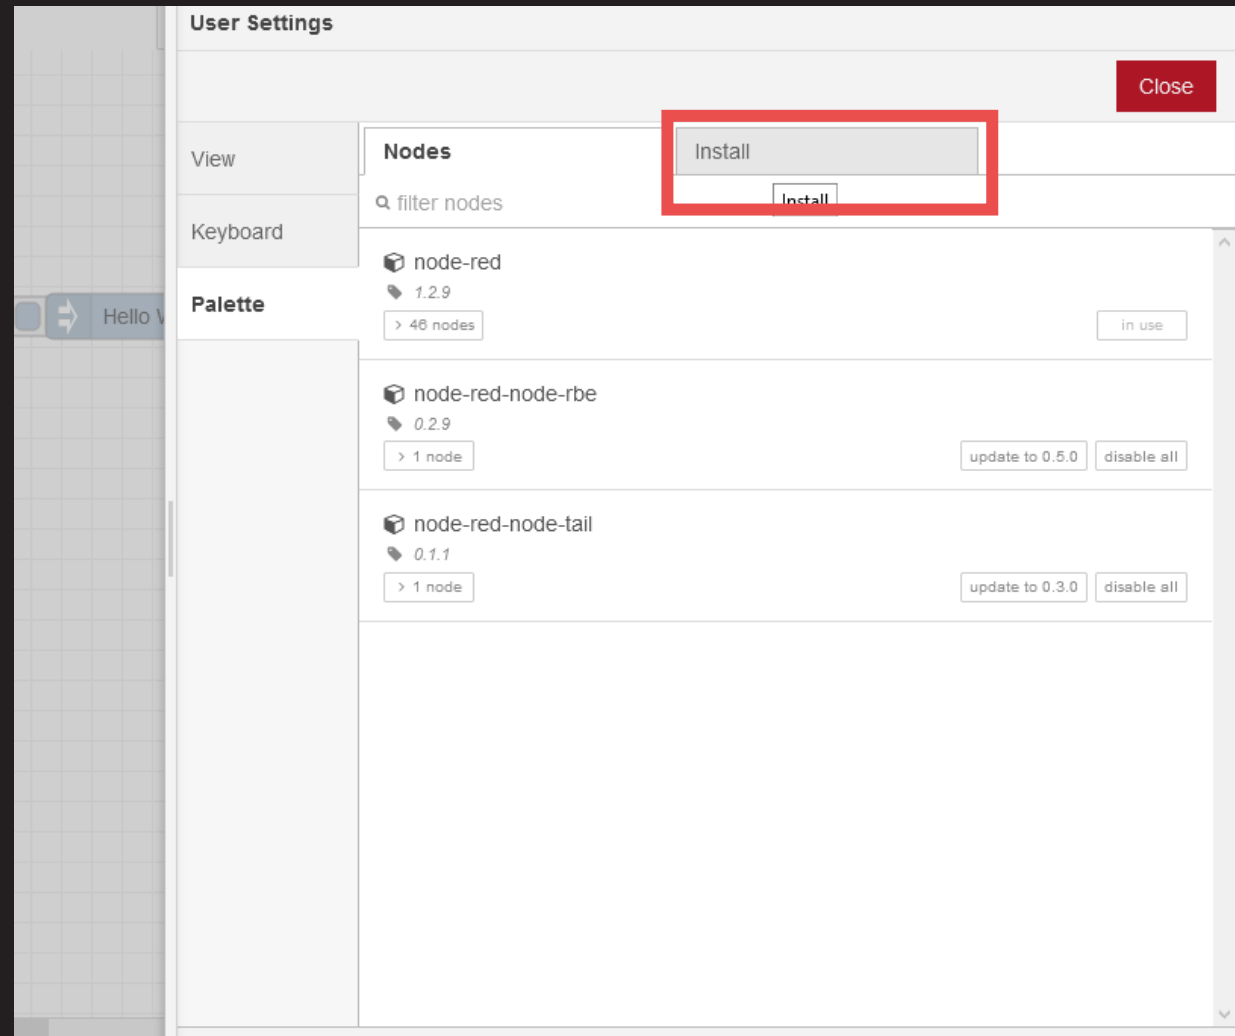 User Settings
Close
View
Nodes
Install
filter nodes
Install
Keyboard
node-red
1.2.9
Palette
Hello
> 46 nodes
in use
node-red-node-rbe
0.2.9
> 1 node
update to 0.5.0
disable all
node-red-node-tail
0.1.1
> 1 node
update to 0.3.0
disable all